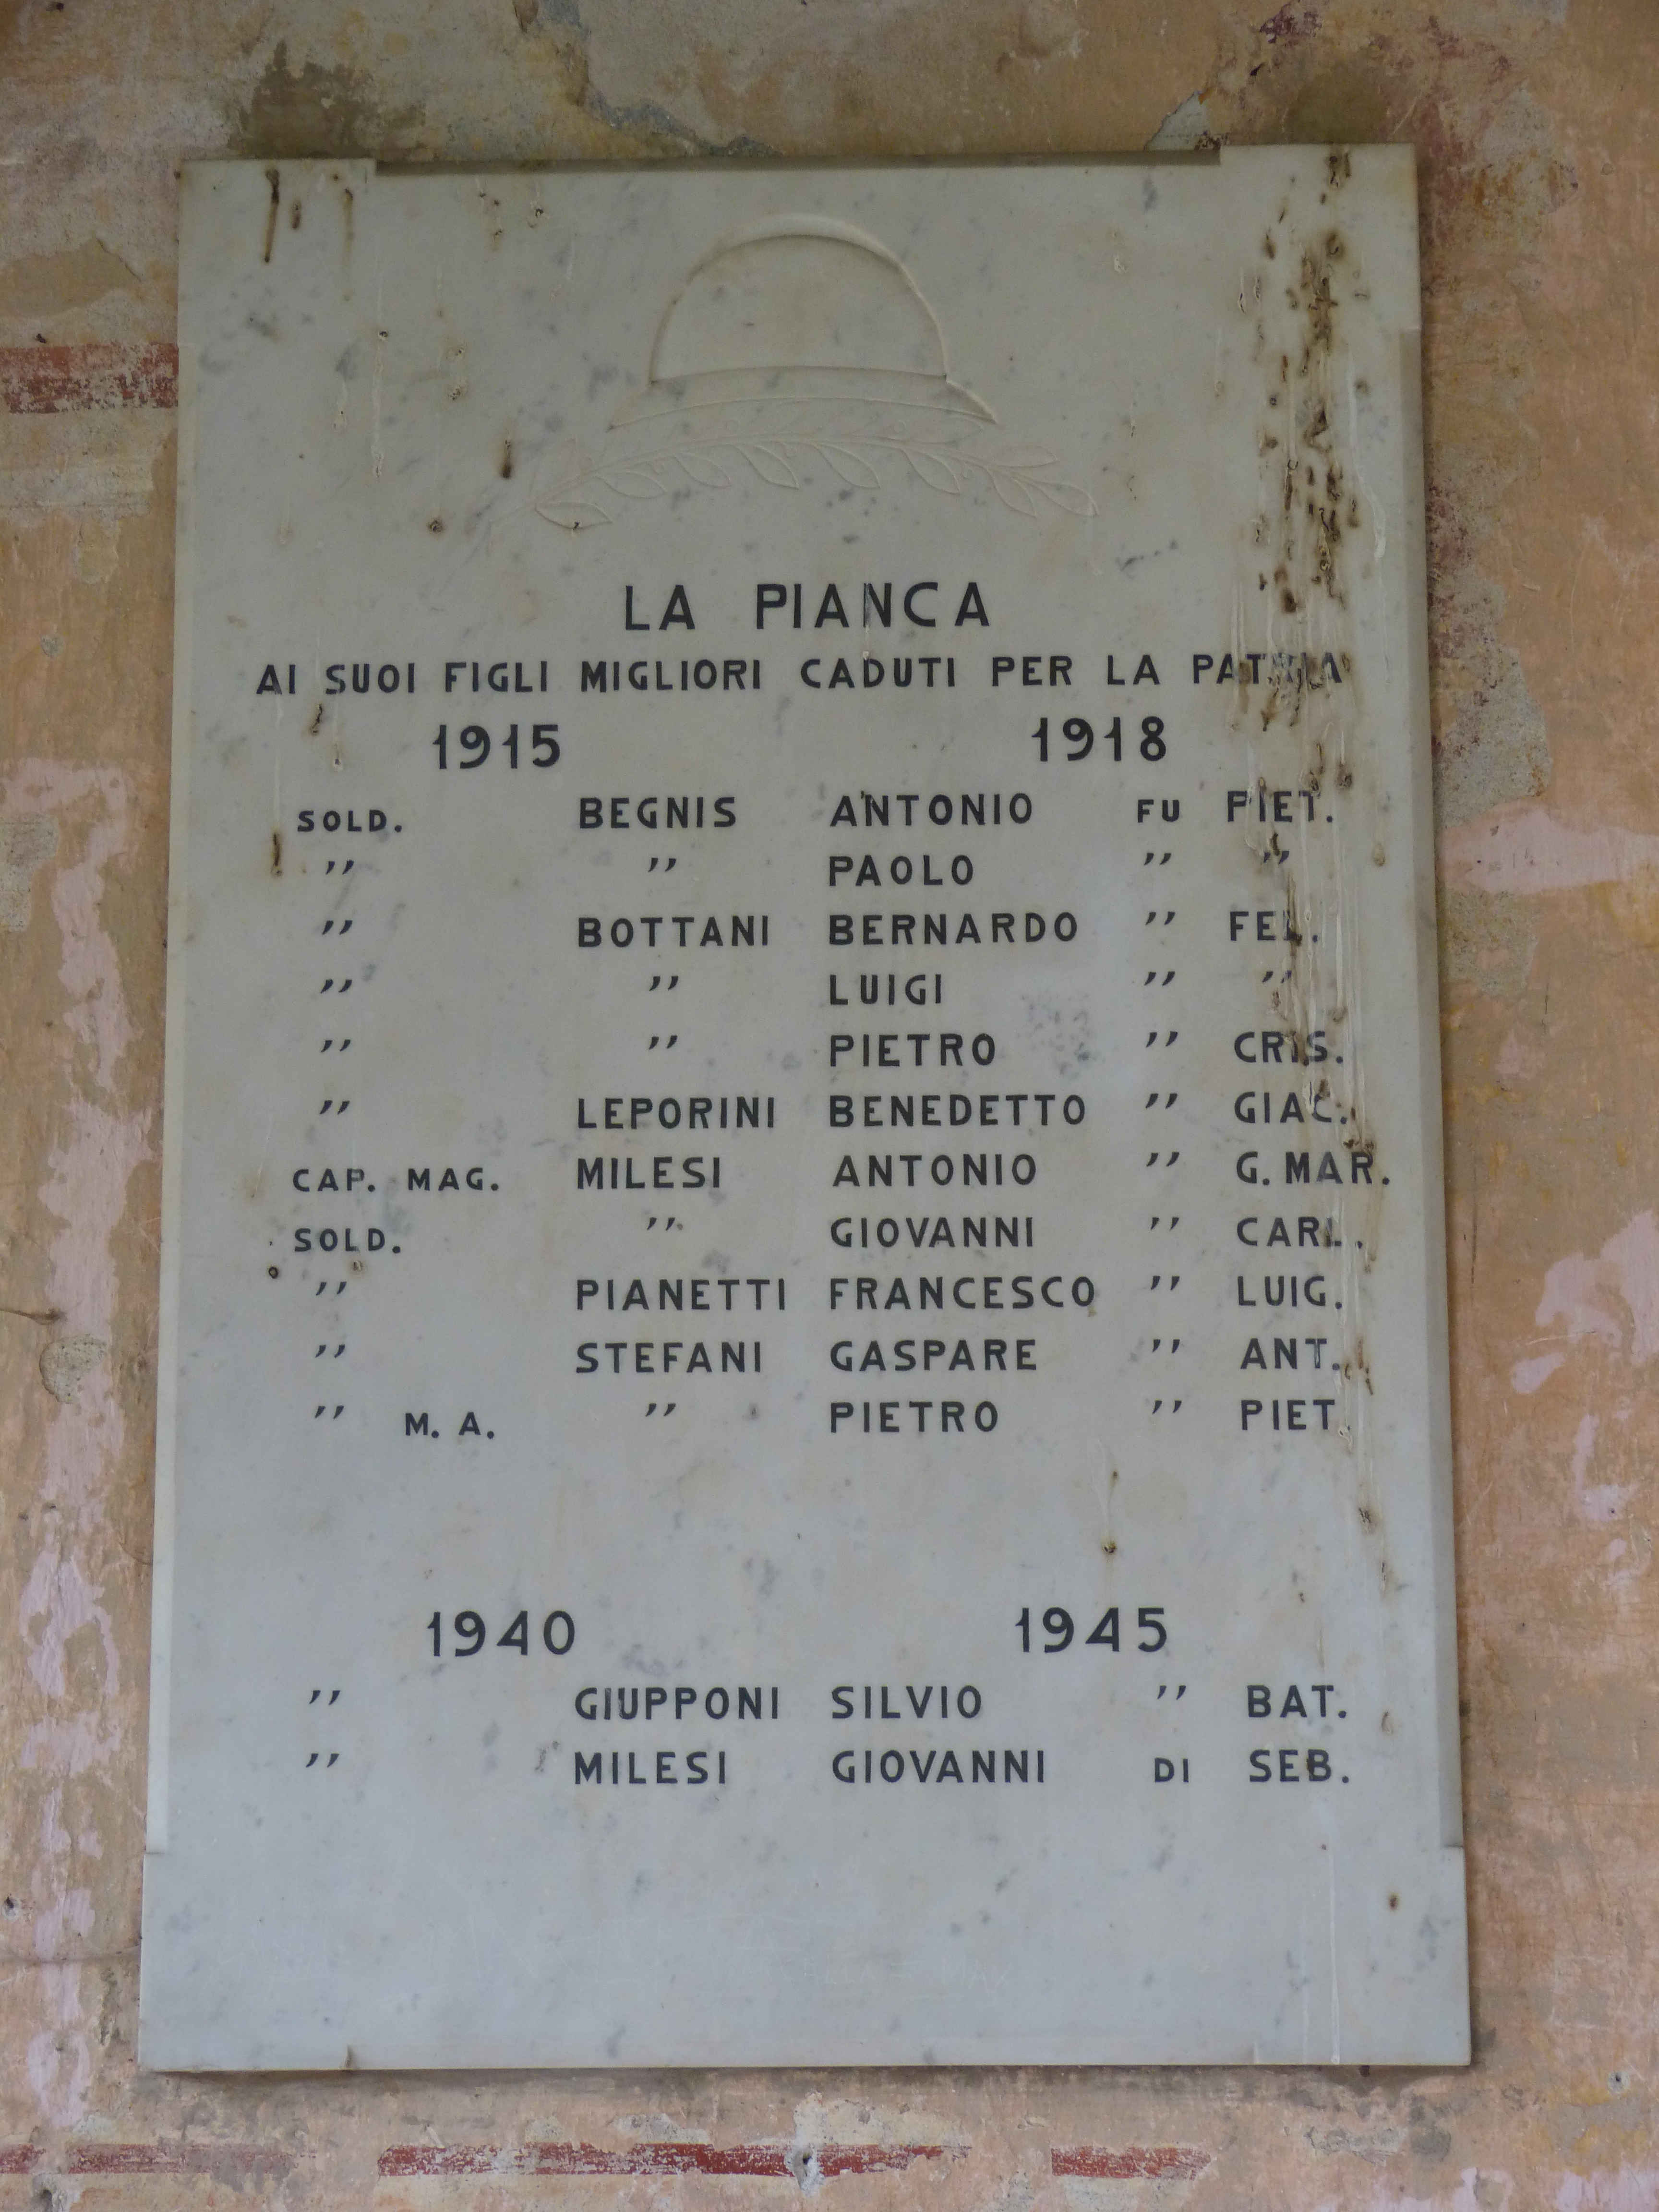 LA PIANCA
AI SUOI FIGLI MIGLIORI CADUTI PER LA PATRIA
1915 1918
SOLD. BEGNIS ANTONIO FU PIET.
" " PAOLO " "
" BOTTANI BERNARDO " FEL.
" " LUIGI " "
" " PIETRO " CRIS.
" LEPORINI BENEDETTO " GIAC.
CAP. MAG. MILESI ANTONIO " G. MAR.
SOLD. " GIOVANNI " CARL.
" PIANETTI FRANCESCO " LUIG.
" STEFANI GASPARE " ANT.
" M. A. " PIETRO " PIET.
1940 1945
" GIUPPONI SILVIO " BAT.
" MILESI GIOVANNI DI SEB.